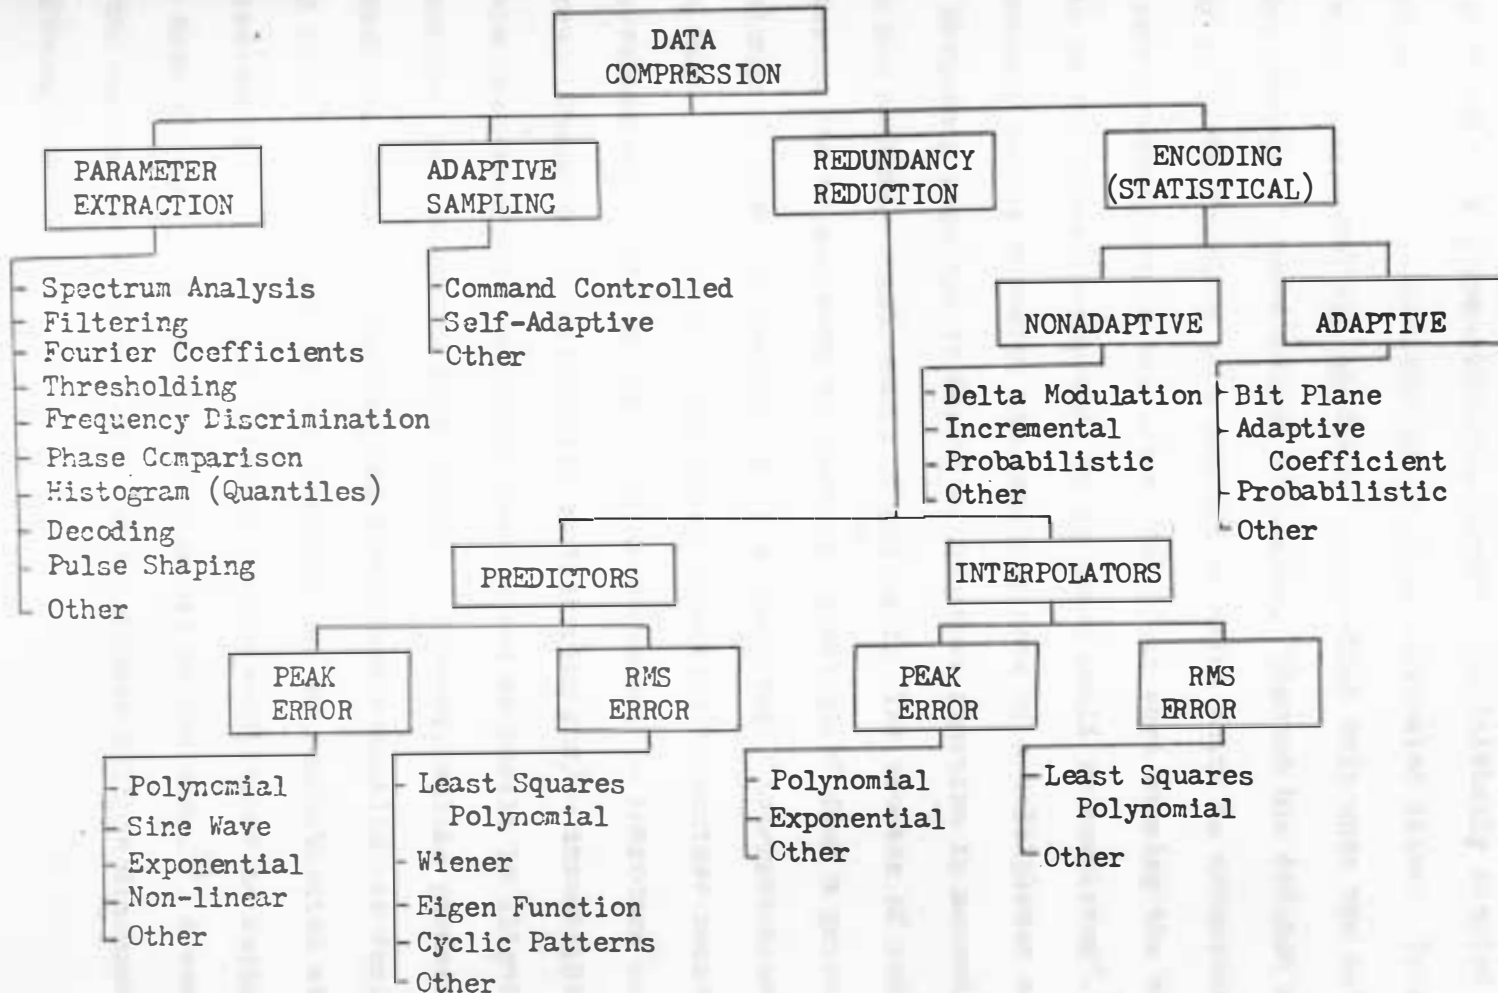 DATA
COMPRESSION
PARAMETER
EXTRACTION
ADAPTIVE
SAMPLING
REDUNDANCY
REDUCTION
ENCODING
(STATISTICAL)
Spectrum Analysis
Filtering
Fourier Coefficients
Thresholding
Frequency Discrimination
Phase Comparison
Histogram (Quantiles)
Decoding
Pulse Shaping
Other
Command Controlled
Self-Adaptive
Other
NONADAPTIVE
ADAPTIVE
Delta Modulation
Incremental
Probabilistic
Other
Bit Plane
Adaptive
Coefficient
Probabilistic
Other
PREDICTORS
INTERPOLATORS
PEAK
ERROR
RMS
ERROR
PEAK
ERROR
RMS
ERROR
Polynomial
Sine Wave
Exponential
Non-linear
Other
Least Squares
Polynomial
Wiener
Eigen Function
Cyclic Patterns
Other
Polynomial
Exponential
Other
Least Squares
Polynomial
Other